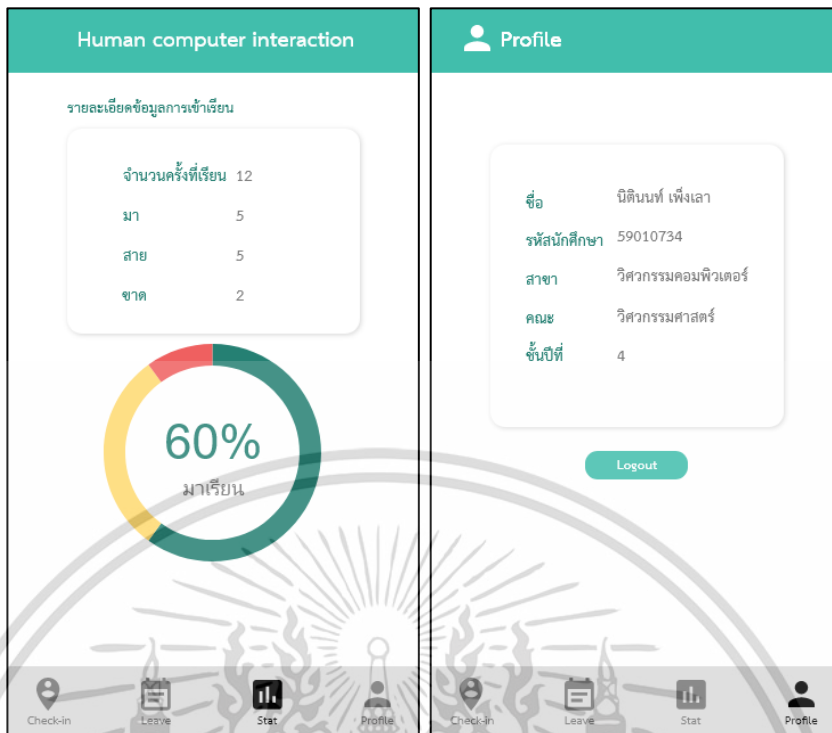 Human computer interaction
รายละเอียดข้อมูลการเข้าเรียน
จำนวนครั้งที่เรียน 12
มา 5
สาย 5
ขาด 2
60%
มาเรียน
Check-in Leave Stat Profile
Profile
ชื่อ นิตินนท์ เพ็งเลา
รหัสนักศึกษา 59010734
สาขา วิศวกรรมคอมพิวเตอร์
คณะ วิศวกรรมศาสตร์
ชั้นปีที่ 4
Logout
Check-in Leave Stat Profile